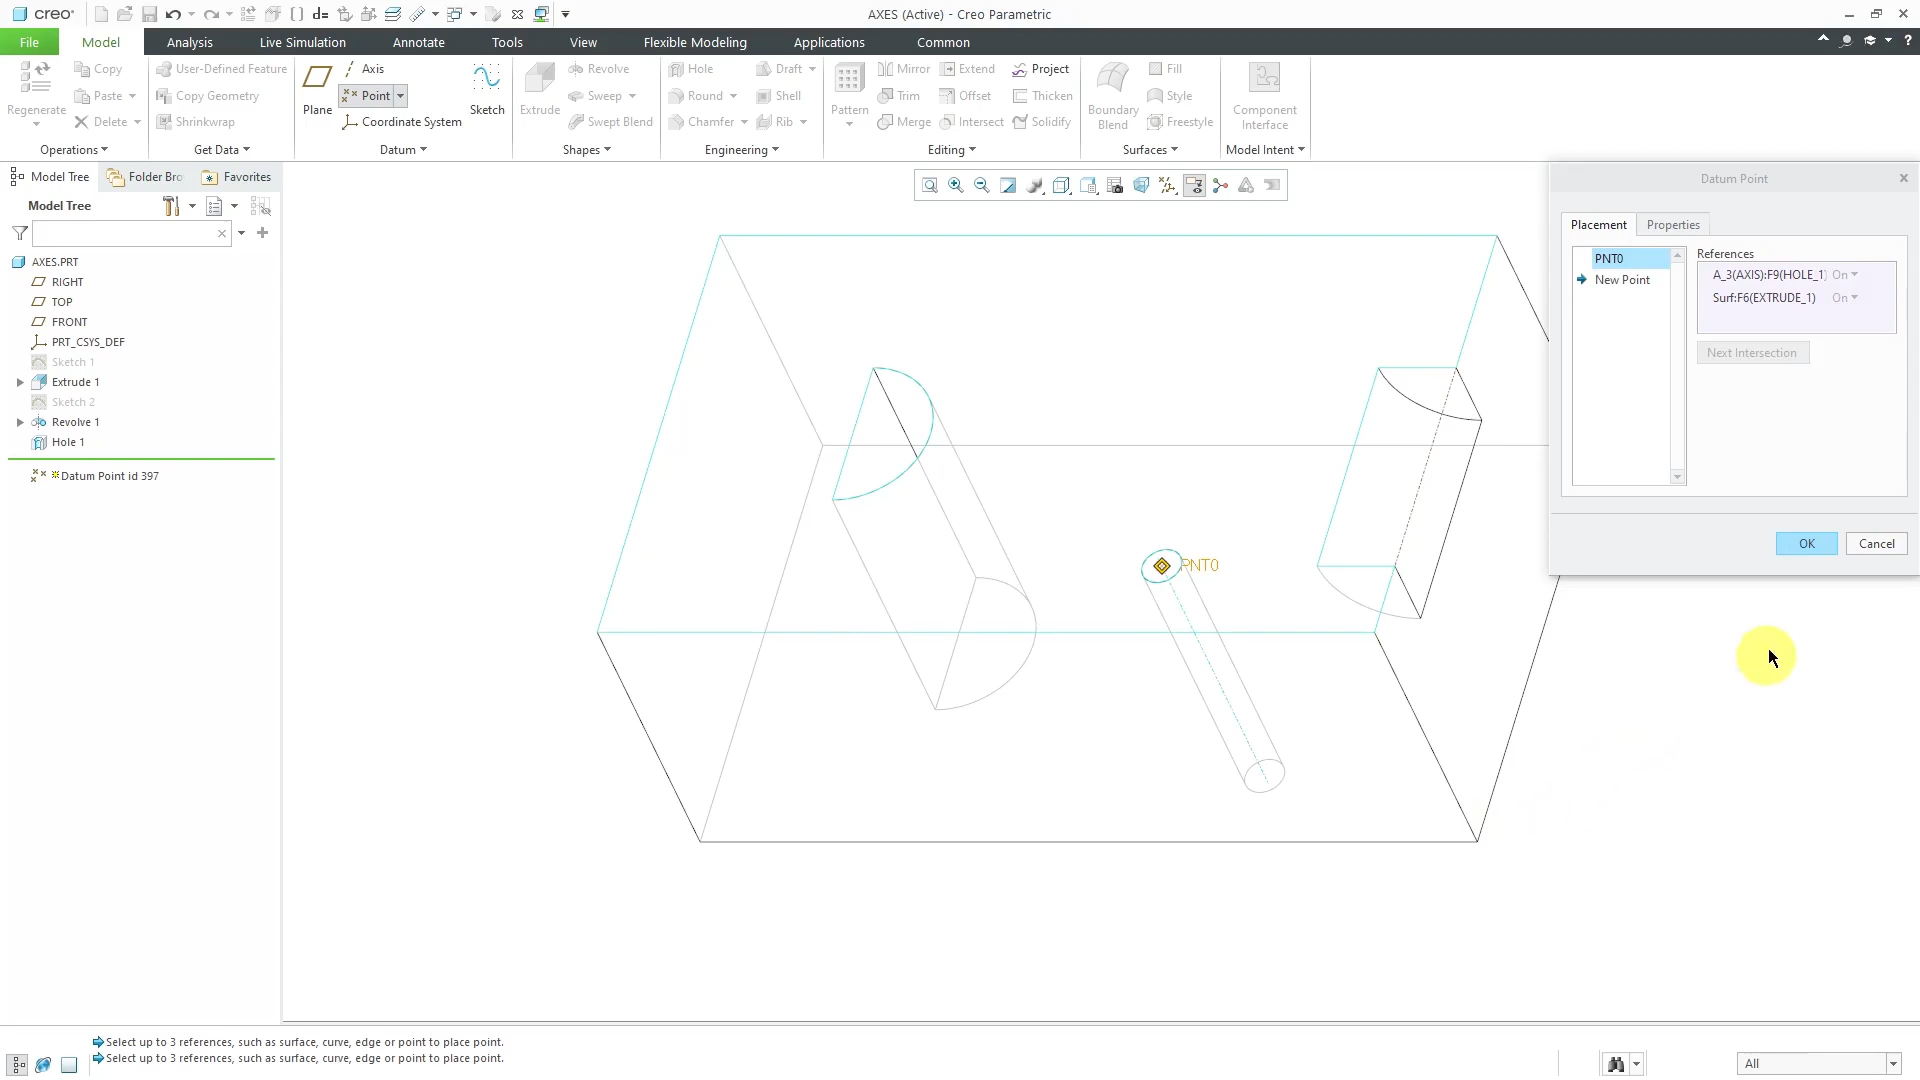 creo
AXES (Active) - Creo Parametric
File
Model
Analysis
Live Simulation
Annotate
Tools
View
Flexible Modeling
Applications
Common
Regenerate
Copy
Paste
Delete
Operations
User-Defined Feature
Copy Geometry
Shrinkwrap
Get Data
Plane
Axis
Point
Coordinate System
Sketch
Datum
Extrude
Revolve
Sweep
Swept Blend
Shapes
Hole
Round
Chamfer
Draft
Shell
Rib
Engineering
Pattern
Mirror
Trim
Merge
Extend
Offset
Intersect
Project
Thicken
Solidify
Editing
Boundary
Blend
Fill
Style
Freestyle
Surfaces
Component
Interface
Model Intent
Model Tree
Folder Bro
Favorites
Model Tree
AXES.PRT
RIGHT
TOP
FRONT
PRT_CSYS_DEF
Sketch 1
Extrude 1
Sketch 2
Revolve 1
Hole 1
Datum Point id 397
PNT0
Datum Point
Placement
Properties
PNT0
New Point
References
A_3(AXIS):F9(HOLE_1) On
Surf:F6(EXTRUDE_1) On
Next Intersection
OK
Cancel
Select up to 3 references, such as surface, curve, edge or point to place point.
Select up to 3 references, such as surface, curve, edge or point to place point.
All